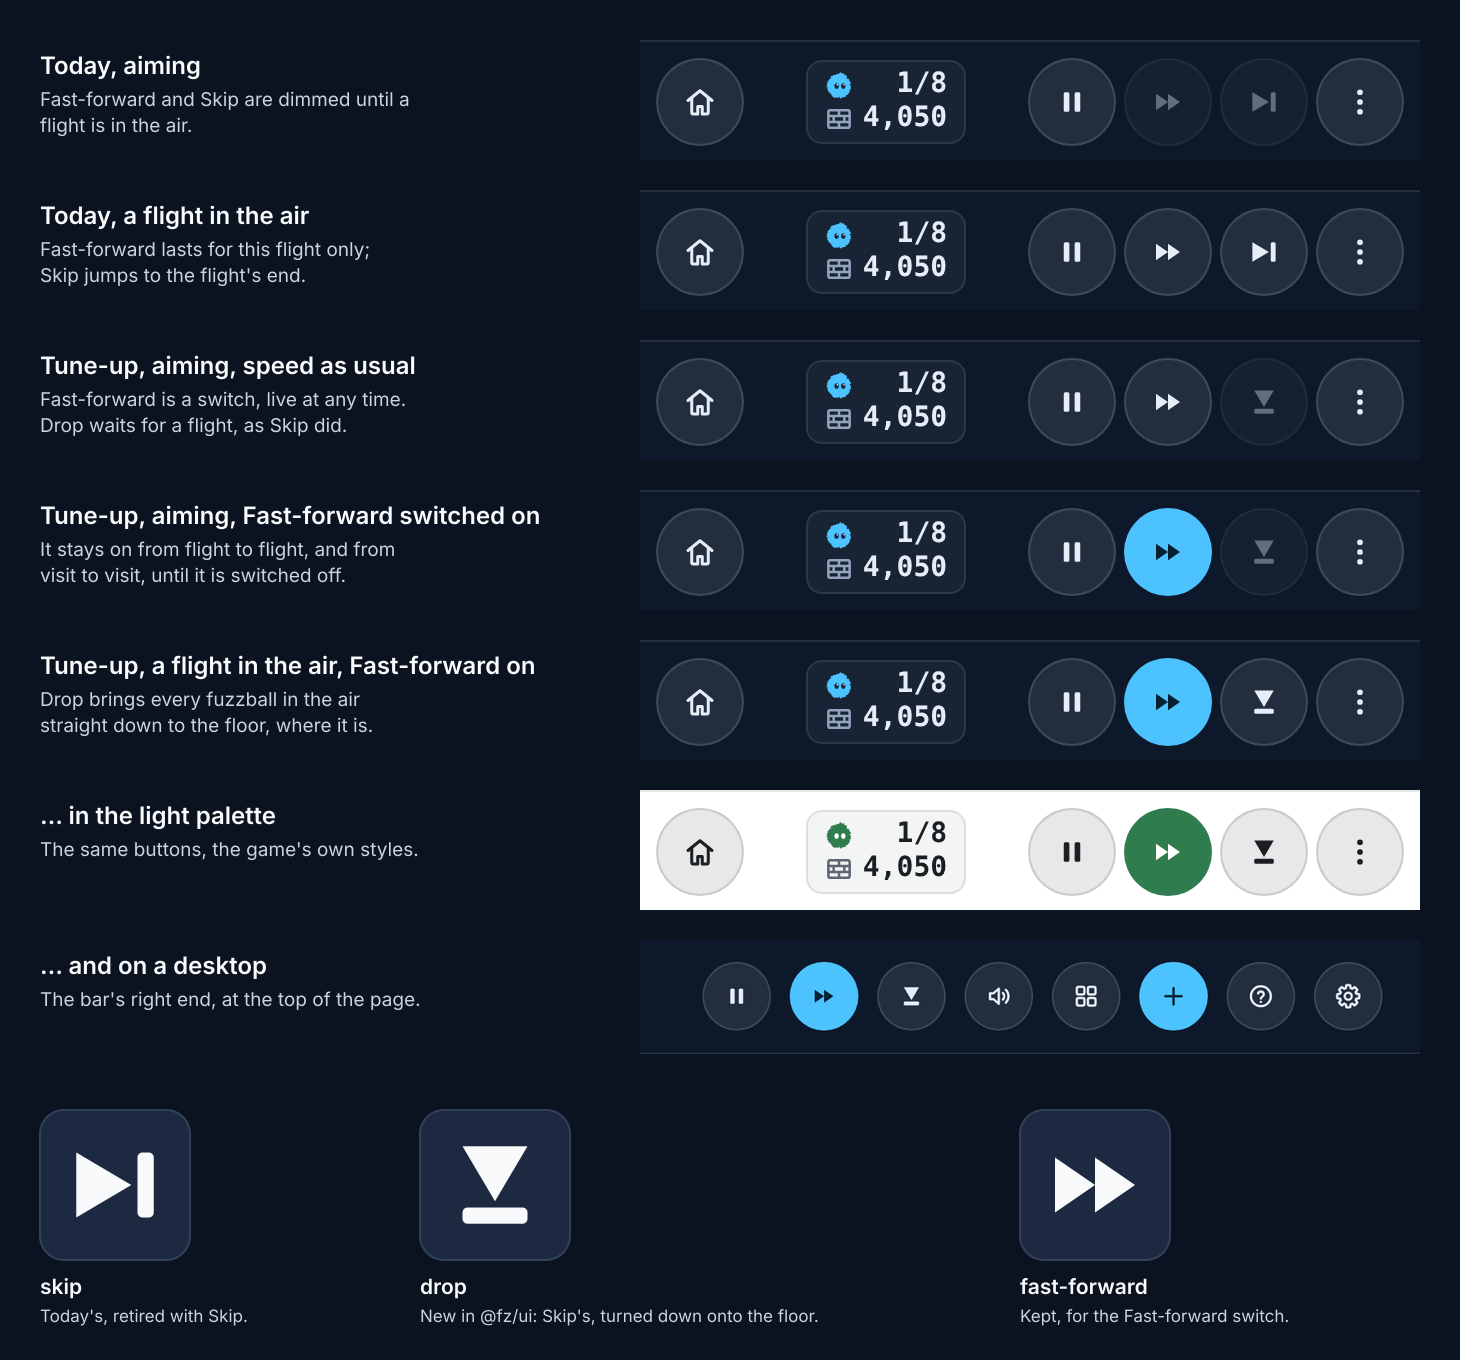 Today, aiming
Fast-forward and Skip are dimmed until a
flight is in the air.
1/8
4,050
Today, a flight in the air
Fast-forward lasts for this flight only;
Skip jumps to the flight's end.
1/8
4,050
Tune-up, aiming, speed as usual
Fast-forward is a switch, live at any time.
Drop waits for a flight, as Skip did.
1/8
4,050
Tune-up, aiming, Fast-forward switched on
It stays on from flight to flight, and from
visit to visit, until it is switched off.
1/8
4,050
Tune-up, a flight in the air, Fast-forward on
Drop brings every fuzzball in the air
straight down to the floor, where it is.
1/8
4,050
... in the light palette
The same buttons, the game's own styles.
1/8
4,050
... and on a desktop
The bar's right end, at the top of the page.
skip
Today's, retired with Skip.
drop
New in @fz/ui: Skip's, turned down onto the floor.
fast-forward
Kept, for the Fast-forward switch.